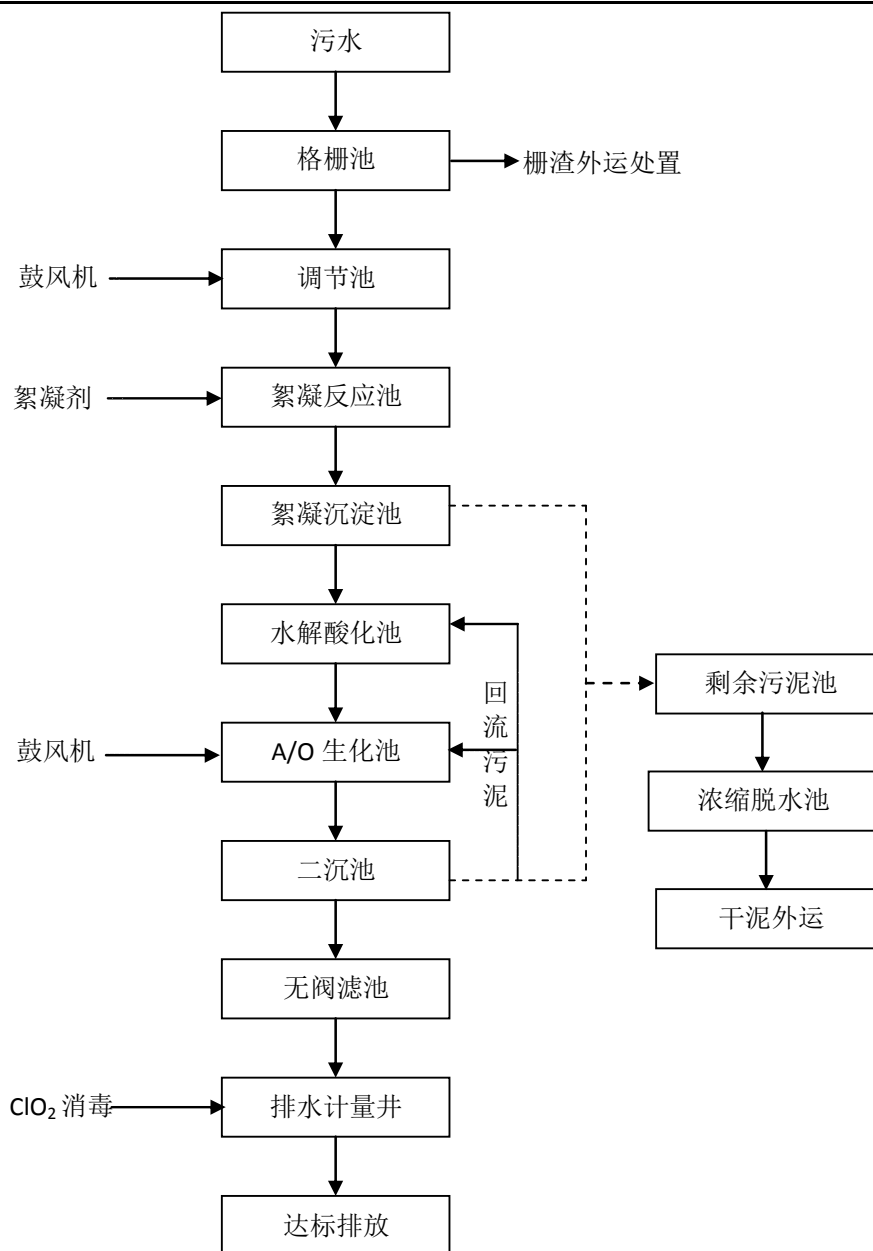 污水
格栅池
栅渣外运处置
鼓风机
调节池
絮凝剂
絮凝反应池
絮凝沉淀池
水解酸化池
回流污泥
剩余污泥池
鼓风机
A/O 生化池
浓缩脱水池
二沉池
干泥外运
无阀滤池
ClO₂ 消毒
排水计量井
达标排放